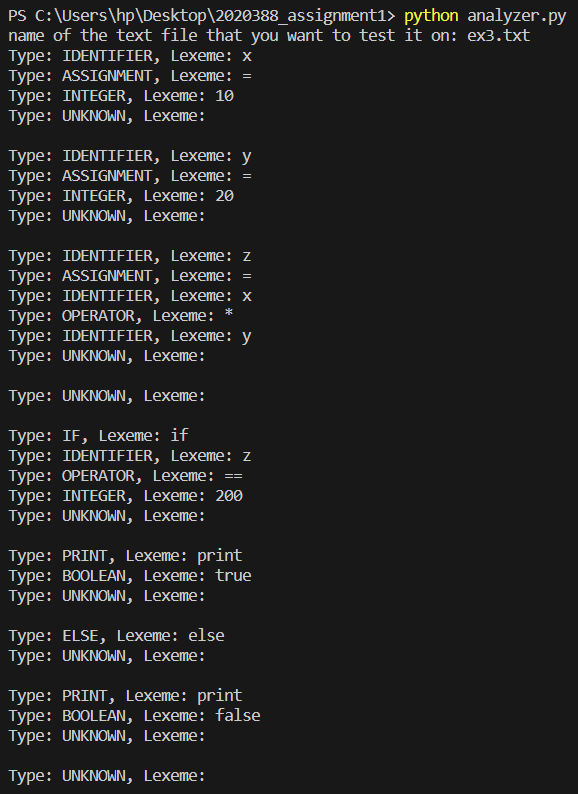 PS C:\Users\hp\Desktop\2020388_assignment1> python analyzer.py
name of the text file that you want to test it on: ex3.txt
Type: IDENTIFIER, Lexeme: x
Type: ASSIGNMENT, Lexeme: =
Type: INTEGER, Lexeme: 10
Type: UNKNOWN, Lexeme:

Type: IDENTIFIER, Lexeme: y
Type: ASSIGNMENT, Lexeme: =
Type: INTEGER, Lexeme: 20
Type: UNKNOWN, Lexeme:

Type: IDENTIFIER, Lexeme: z
Type: ASSIGNMENT, Lexeme: =
Type: IDENTIFIER, Lexeme: x
Type: OPERATOR, Lexeme: *
Type: IDENTIFIER, Lexeme: y
Type: UNKNOWN, Lexeme:

Type: UNKNOWN, Lexeme:

Type: IF, Lexeme: if
Type: IDENTIFIER, Lexeme: z
Type: OPERATOR, Lexeme: ==
Type: INTEGER, Lexeme: 200
Type: UNKNOWN, Lexeme:

Type: PRINT, Lexeme: print
Type: BOOLEAN, Lexeme: true
Type: UNKNOWN, Lexeme:

Type: ELSE, Lexeme: else
Type: UNKNOWN, Lexeme:

Type: PRINT, Lexeme: print
Type: BOOLEAN, Lexeme: false
Type: UNKNOWN, Lexeme:

Type: UNKNOWN, Lexeme: